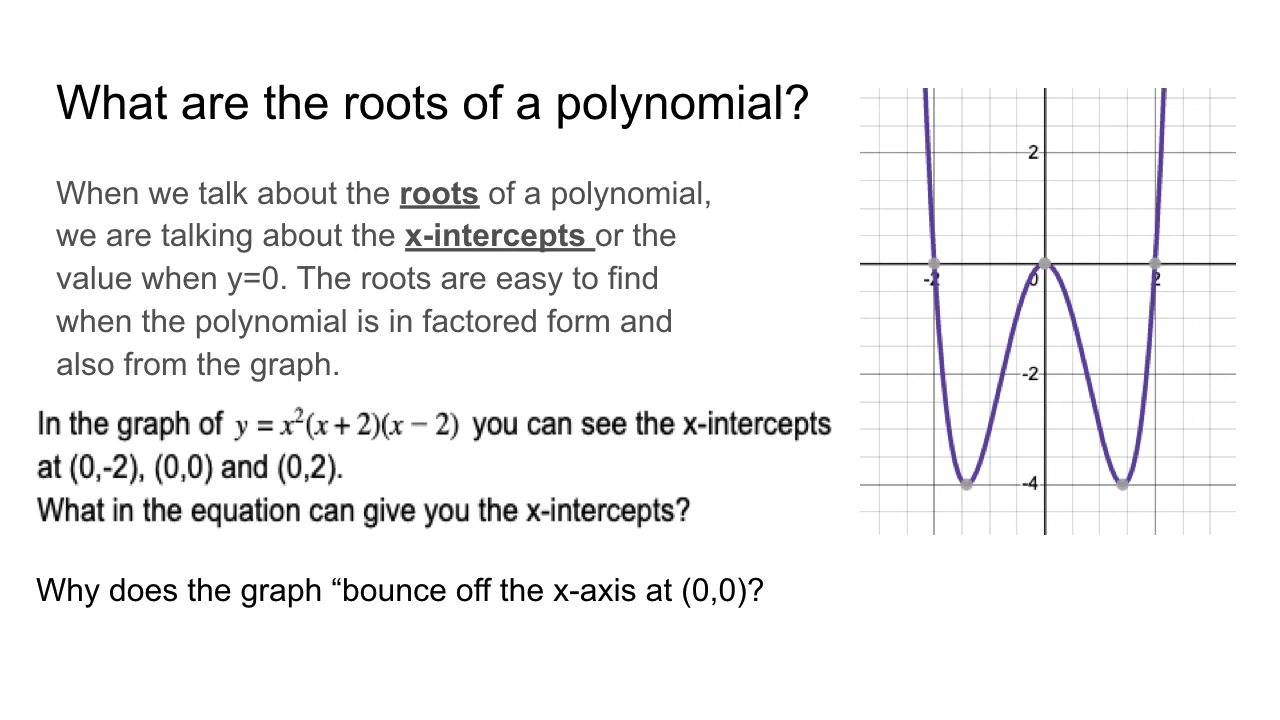 What are the roots of a polynomial?
When we talk about the roots of a polynomial,
we are talking about the x-intercepts or the
value when y=0. The roots are easy to find
when the polynomial is in factored form and
also from the graph.
In the graph of y = x²(x + 2)(x − 2) you can see the x-intercepts
at (0,-2), (0,0) and (0,2).
What in the equation can give you the x-intercepts?
Why does the graph “bounce off the x-axis at (0,0)?
2
-2 0 2
-2
-4